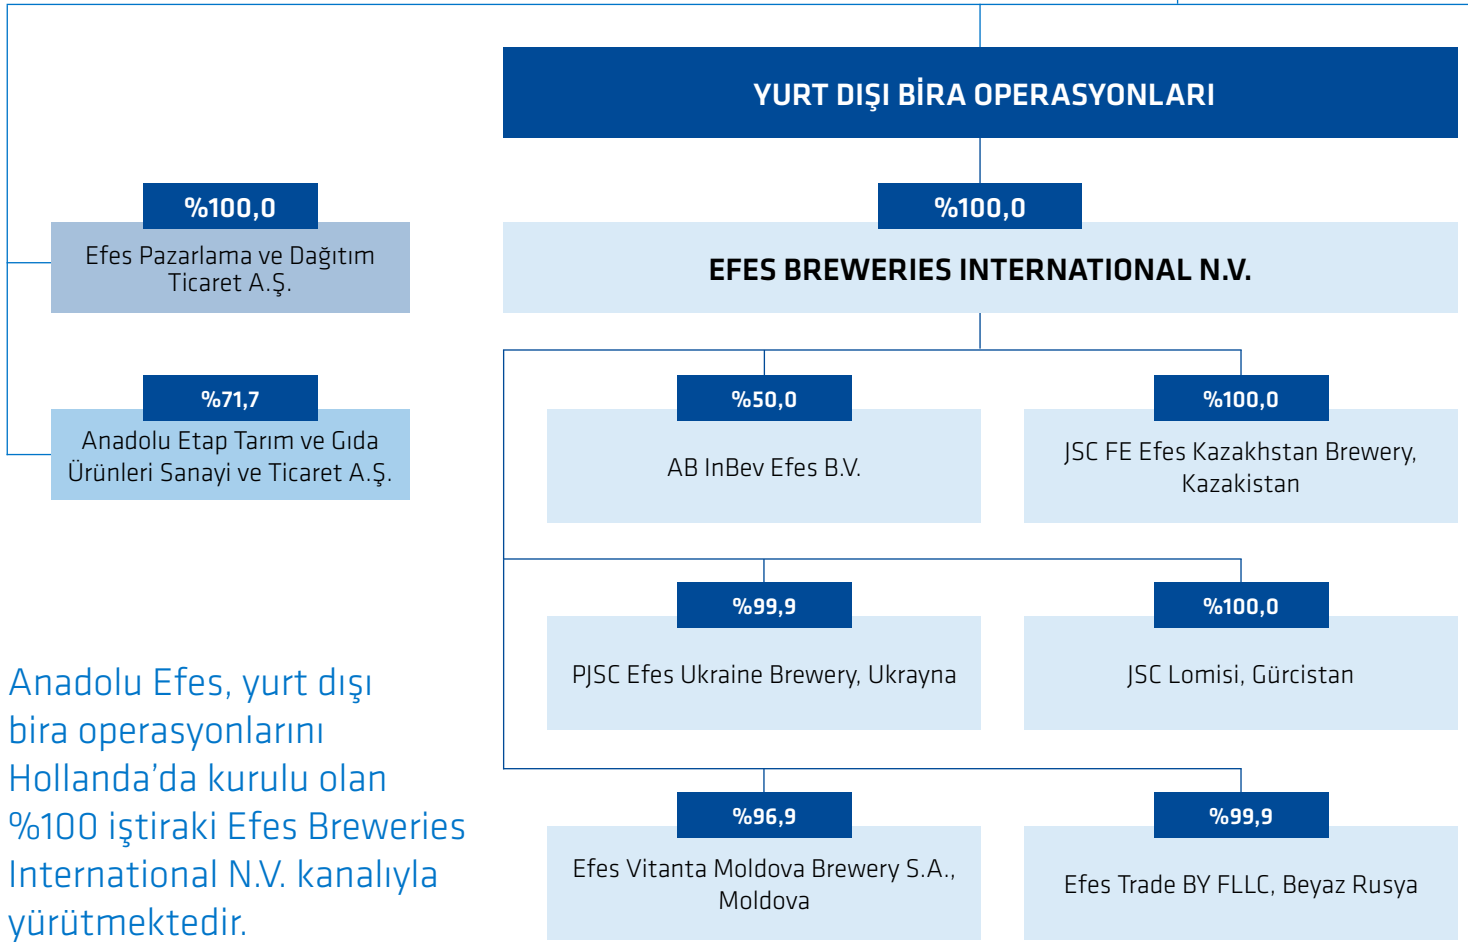 YURT DIŞI BİRA OPERASYONLARI
%100,0
Efes Pazarlama ve Dağıtım
Ticaret A.Ş.
%71,7
Anadolu Etap Tarım ve Gıda
Ürünleri Sanayi ve Ticaret A.Ş.
%100,0
EFES BREWERIES INTERNATIONAL N.V.
%50,0
AB InBev Efes B.V.
%100,0
JSC FE Efes Kazakhstan Brewery,
Kazakistan
%99,9
PJSC Efes Ukraine Brewery, Ukrayna
%100,0
JSC Lomisi, Gürcistan
%96,9
Efes Vitanta Moldova Brewery S.A.,
Moldova
%99,9
Efes Trade BY FLLC, Beyaz Rusya
Anadolu Efes, yurt dışı
bira operasyonlarını
Hollanda’da kurulu olan
%100 iştiraki Efes Breweries
International N.V. kanalıyla
yürütmektedir.